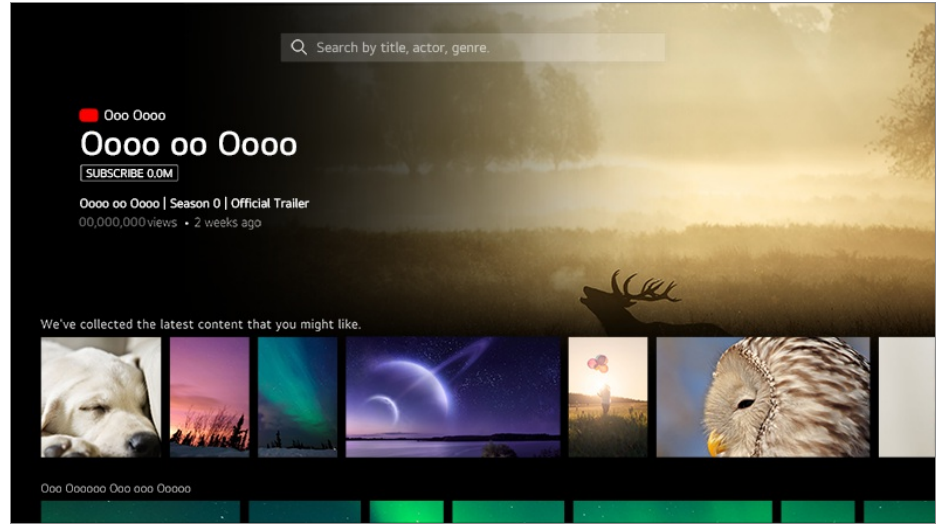 Search by title, actor, genre.
Ooo Oooo
Oooo oo Oooo
SUBSCRIBE 0.0M
Oooo oo Oooo | Season 0 | Official Trailer
00,000,000 views • 2 weeks ago
We've collected the latest content that you might like.
Ooo Oooooo Ooo ooo Ooooo